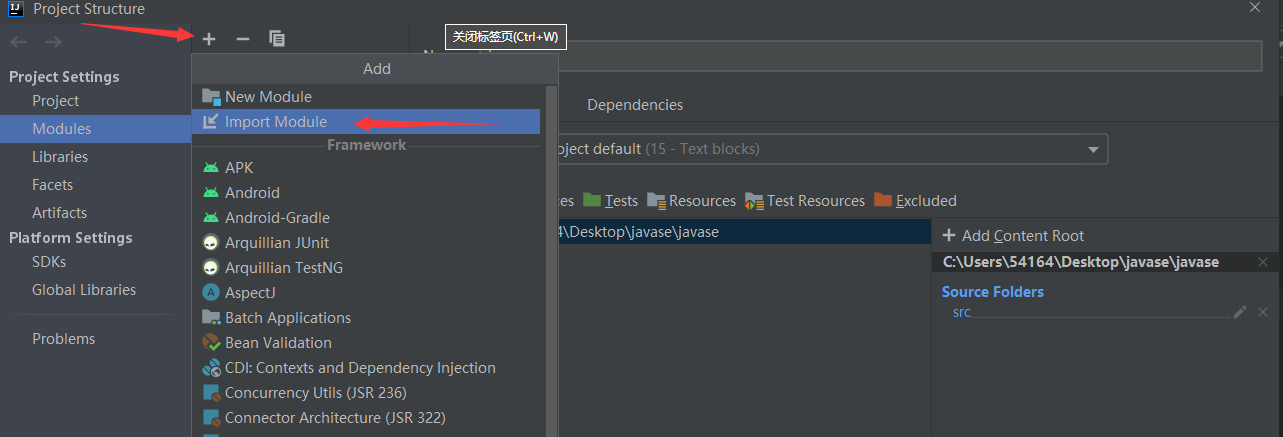 Project Structure
关闭标签页(Ctrl+W)
Add
Project Settings
Project
Modules
Libraries
Facets
Artifacts
Platform Settings
SDKs
Global Libraries
Problems
New Module
Import Module
Framework
APK
Android
Android-Gradle
Arquillian JUnit
Arquillian TestNG
AspectJ
Batch Applications
Bean Validation
CDI: Contexts and Dependency Injection
Concurrency Utils (JSR 236)
Connector Architecture (JSR 322)
Dependencies
oject default (15 - Text blocks)
es Tests Resources Test Resources Excluded
4\Desktop\javase\javase
Add Content Root
C:\Users\54164\Desktop\javase\javase
Source Folders
src